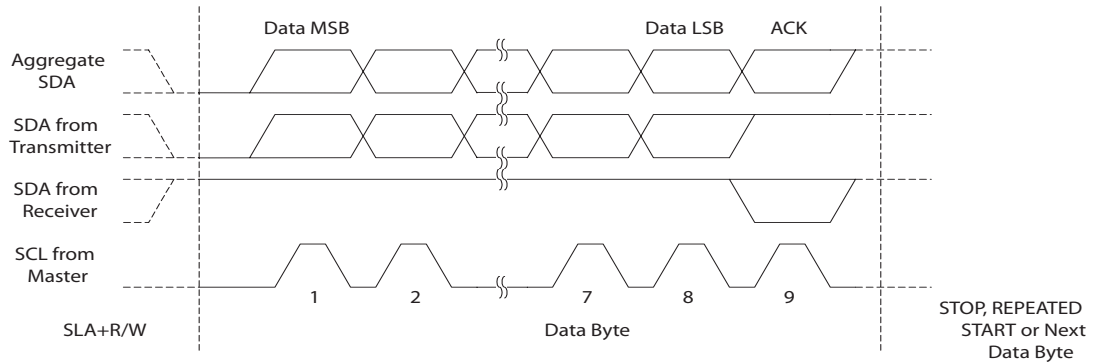 Data MSB
Data LSB
ACK
Aggregate
SDA
SDA from
Transmitter
SDA from
Receiver
SCL from
Master
1
2
7
8
9
SLA+R/W
Data Byte
STOP, REPEATED
START or Next
Data Byte